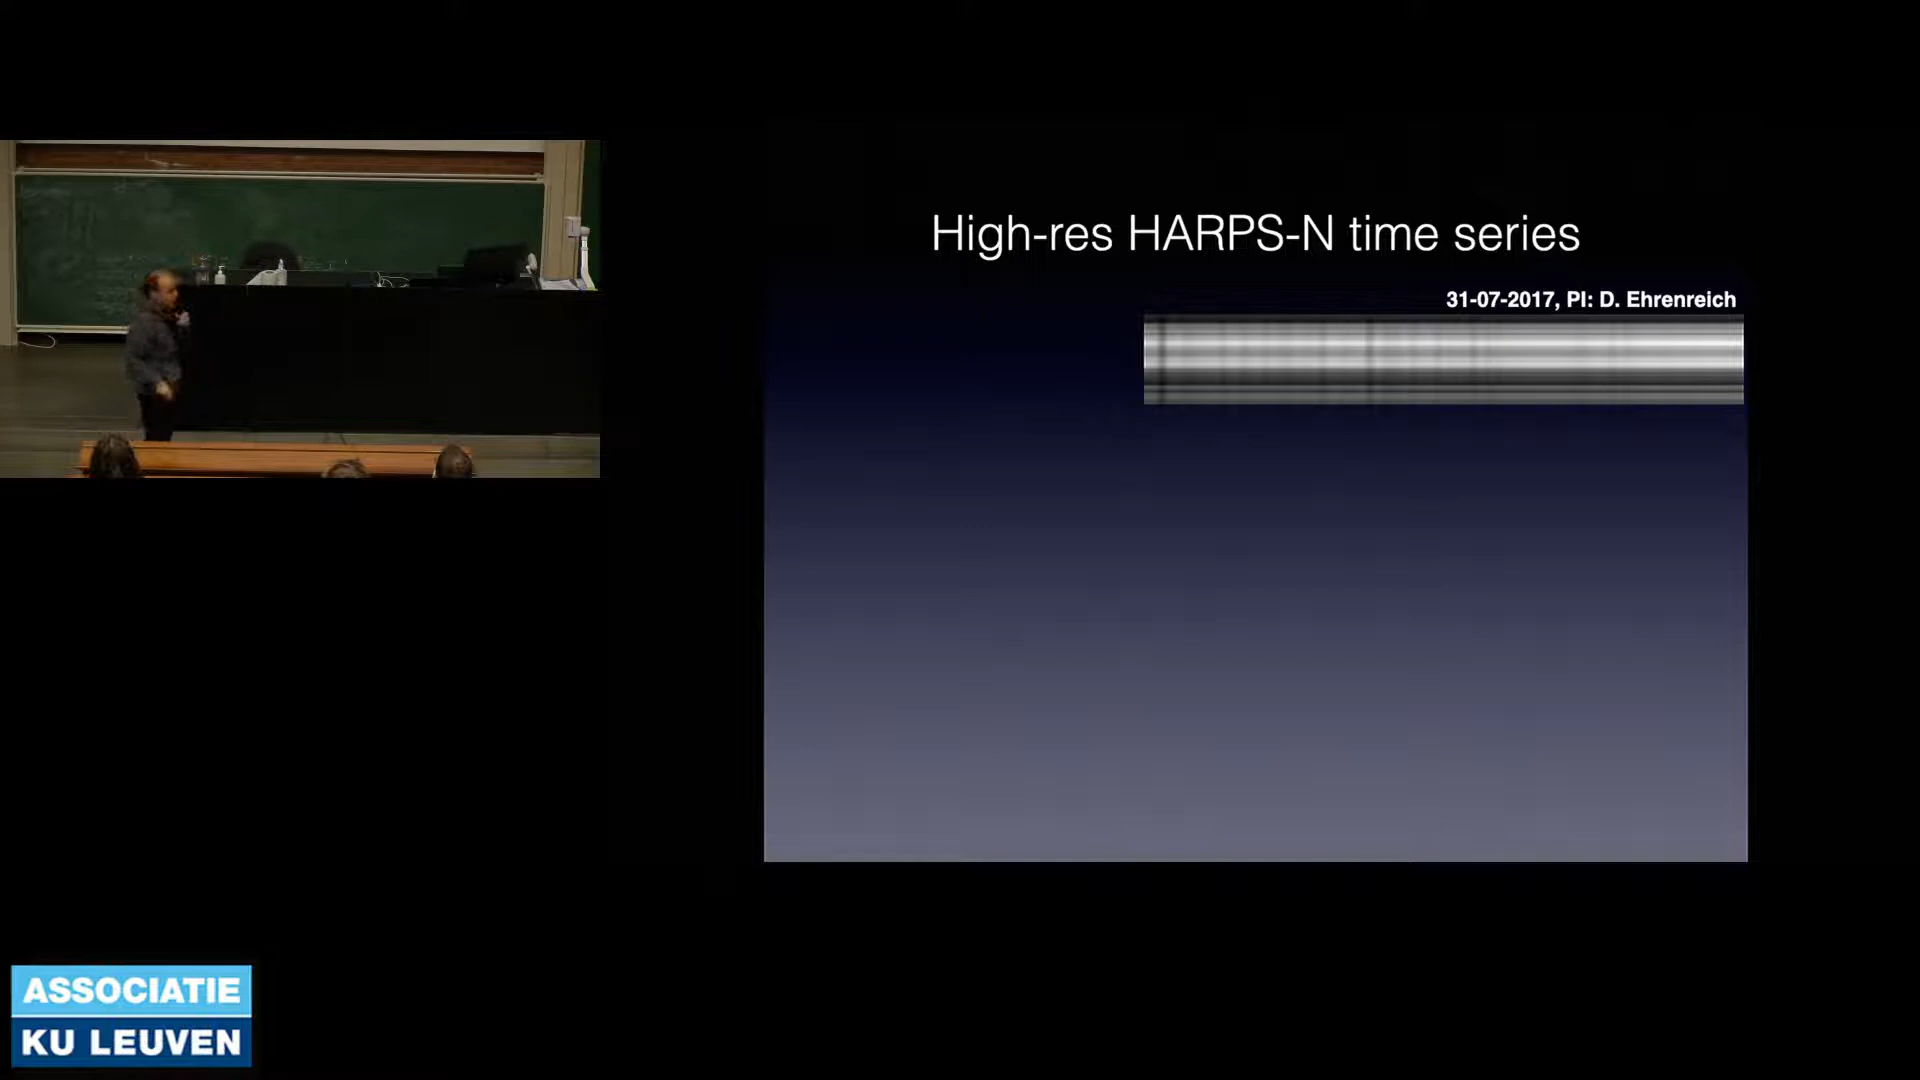 High-res HARPS-N time series
31-07-2017, PI: D. Ehrenreich
ASSOCIATIE
KU LEUVEN